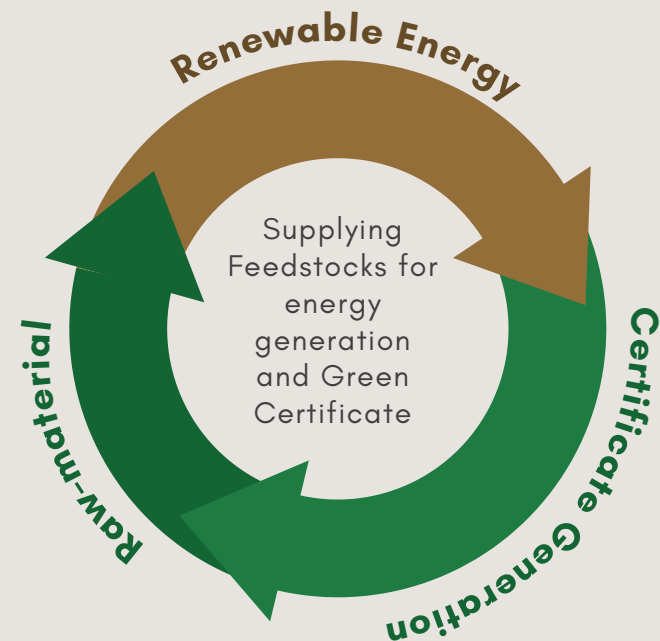 Renewable Energy
Supplying
Feedstocks for
energy
generation
and Green
Certificate
Certificate Generation
Raw-material